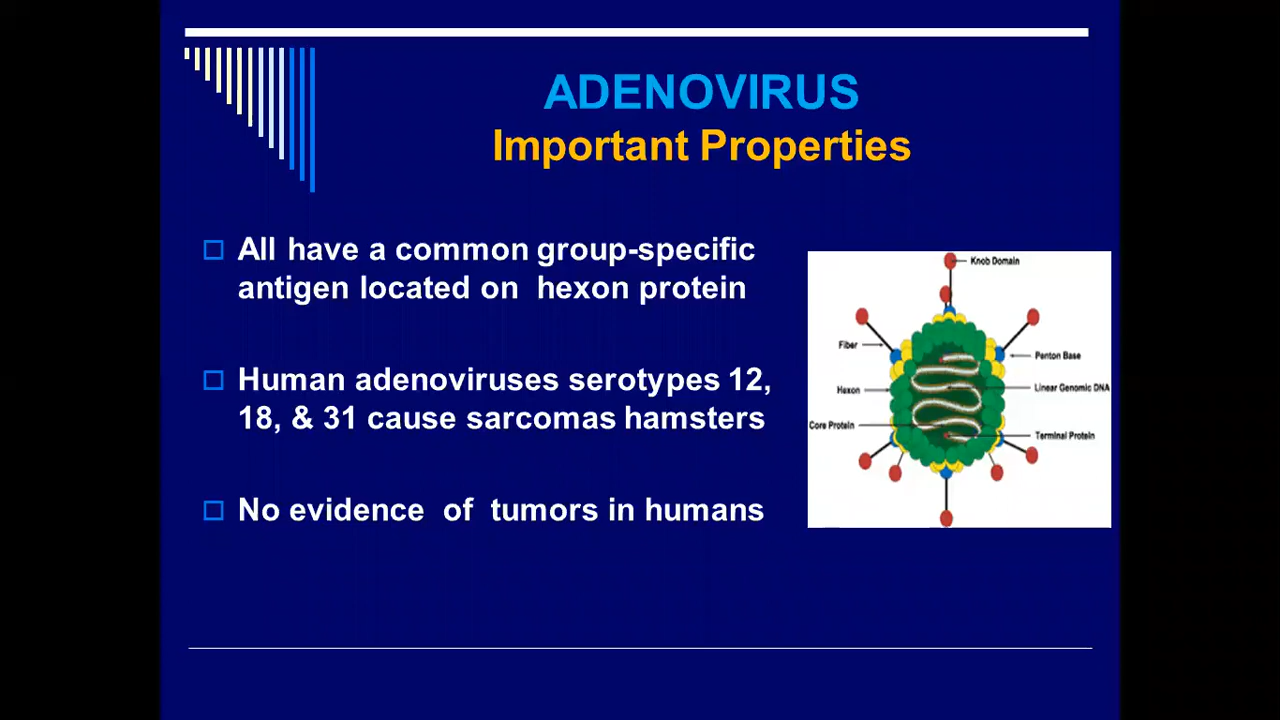 ADENOVIRUS
Important Properties
All have a common group-specific
antigen located on hexon protein
Human adenoviruses serotypes 12,
18, & 31 cause sarcomas hamsters
No evidence of tumors in humans
Knob Domain
Fiber
Penton Base
Hexon
Linear Genomic DNA
Core Protein
Terminal Protein